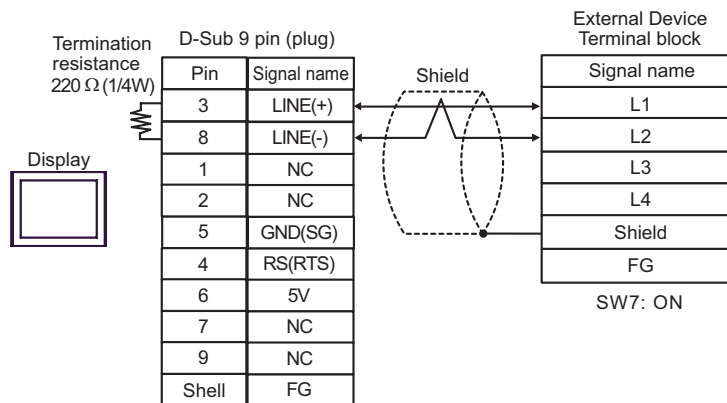 External Device
Terminal block
D-Sub 9 pin (plug)
Termination
resistance
220 Ω (1/4W)
Pin Signal name
Shield
Signal name
3 LINE(+) L1
8 LINE(-) L2
Display
1 NC L3
2 NC L4
5 GND(SG) Shield
4 RS(RTS) FG
6 5V
SW7: ON
7 NC
9 NC
Shell FG